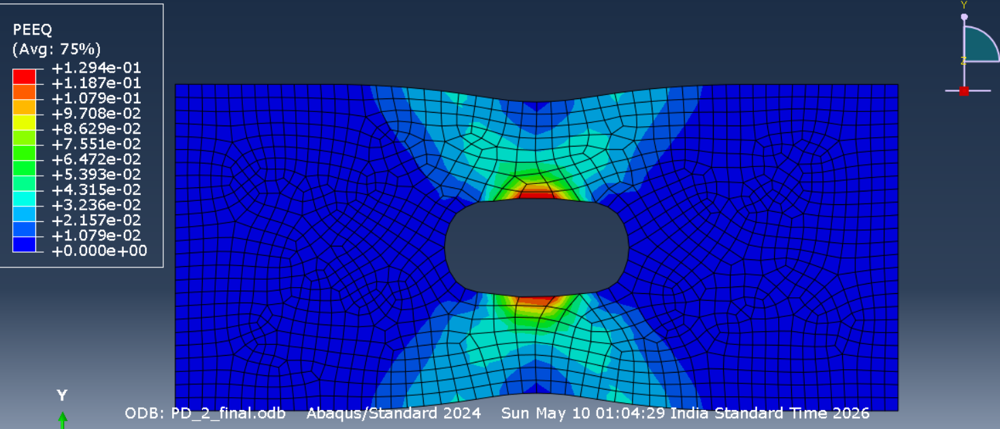 Y
Z
PEEQ
(Avg: 75%)
+1.294e-01
+1.187e-01
+1.079e-01
+9.708e-02
+8.629e-02
+7.551e-02
+6.472e-02
+5.393e-02
+4.315e-02
+3.236e-02
+2.157e-02
+1.079e-02
+0.000e+00
Y
ODB: PD_2_final.odb Abaqus/Standard 2024 Sun May 10 01:04:29 India Standard Time 2026